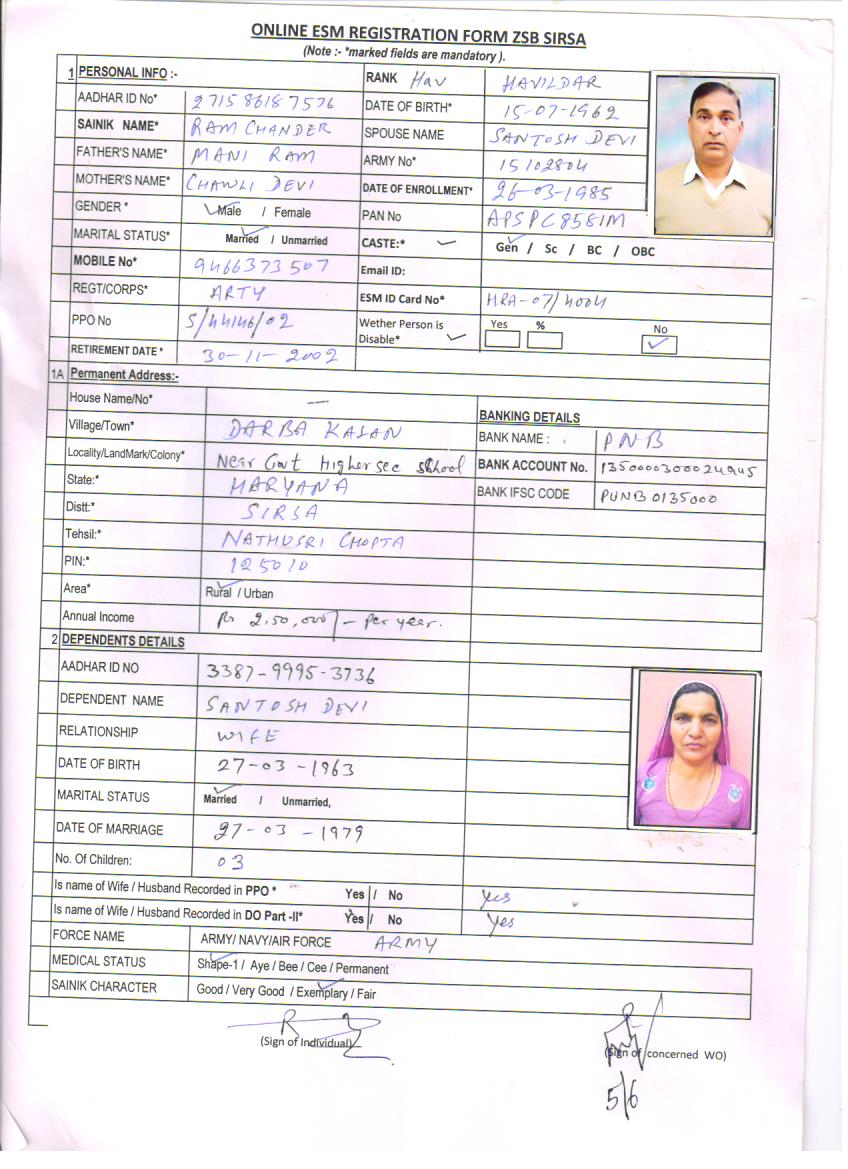 ONLINE ESM REGISTRATION FORM ZSB SIRSA
(Note :- *marked fields are mandatory ).
1 PERSONAL INFO :- RANK Hav HAVILDAR
AADHAR ID No* 2715 8618 7576 DATE OF BIRTH* 15-07-1962
SAINIK NAME* RAM CHANDER SPOUSE NAME SANTOSH DEVI
FATHER'S NAME* MANI RAM ARMY No* 15102804
MOTHER'S NAME* CHAWLI DEVI DATE OF ENROLLMENT* 26-03-1985
GENDER * Male / Female PAN No APSPC8581M
MARITAL STATUS* Married / Unmarried CASTE:* Gen / Sc / BC / OBC
MOBILE No* 9466373507 Email ID:
REGT/CORPS* ARTY ESM ID Card No* HRA-07/4004
PPO No S/44146/02 Wether Person is Disable* Yes % No
RETIREMENT DATE * 30-11-2002
1A Permanent Address:-
House Name/No* — BANKING DETAILS
Village/Town* DARBA KALAN BANK NAME : PNB
Locality/LandMark/Colony* Near Govt Higher sec School BANK ACCOUNT No. 1350000300024945
State:* HARYANA BANK IFSC CODE PUNB0135000
Distt:* SIRSA
Tehsil:* NATHUSRI CHOPTA
PIN:* 125010
Area* Rural / Urban
Annual Income Rs 2,50,000/- per year.
2 DEPENDENTS DETAILS
AADHAR ID NO 3387-9995-3736
DEPENDENT NAME SANTOSH DEVI
RELATIONSHIP WIFE
DATE OF BIRTH 27-03-1963
MARITAL STATUS Married / Unmarried,
DATE OF MARRIAGE 27-03-1979
No. Of Children: 03
Is name of Wife / Husband Recorded in PPO * Yes / No Yes
Is name of Wife / Husband Recorded in DO Part -II* Yes / No Yes
FORCE NAME ARMY/ NAVY/AIR FORCE ARMY
MEDICAL STATUS Shape-1 / Aye / Bee / Cee / Permanent
SAINIK CHARACTER Good / Very Good / Exemplary / Fair
(Sign of Individual) (Sign of concerned WO)
5/6